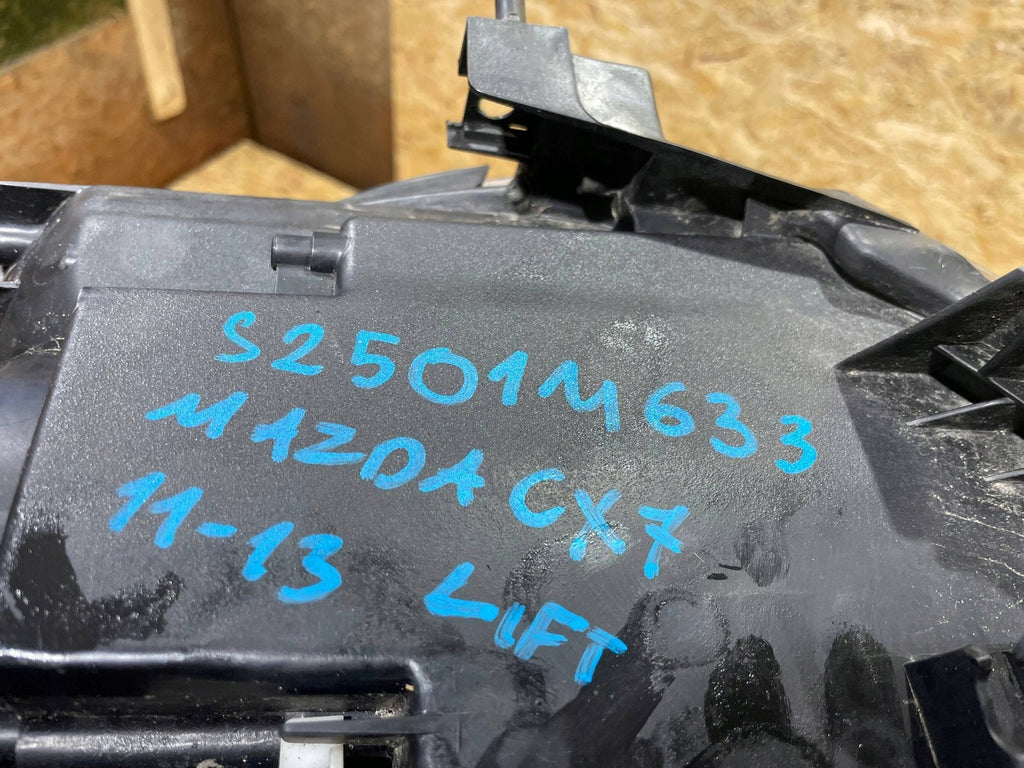 S2501M633
MAZDA CX7
11-13 LIFT